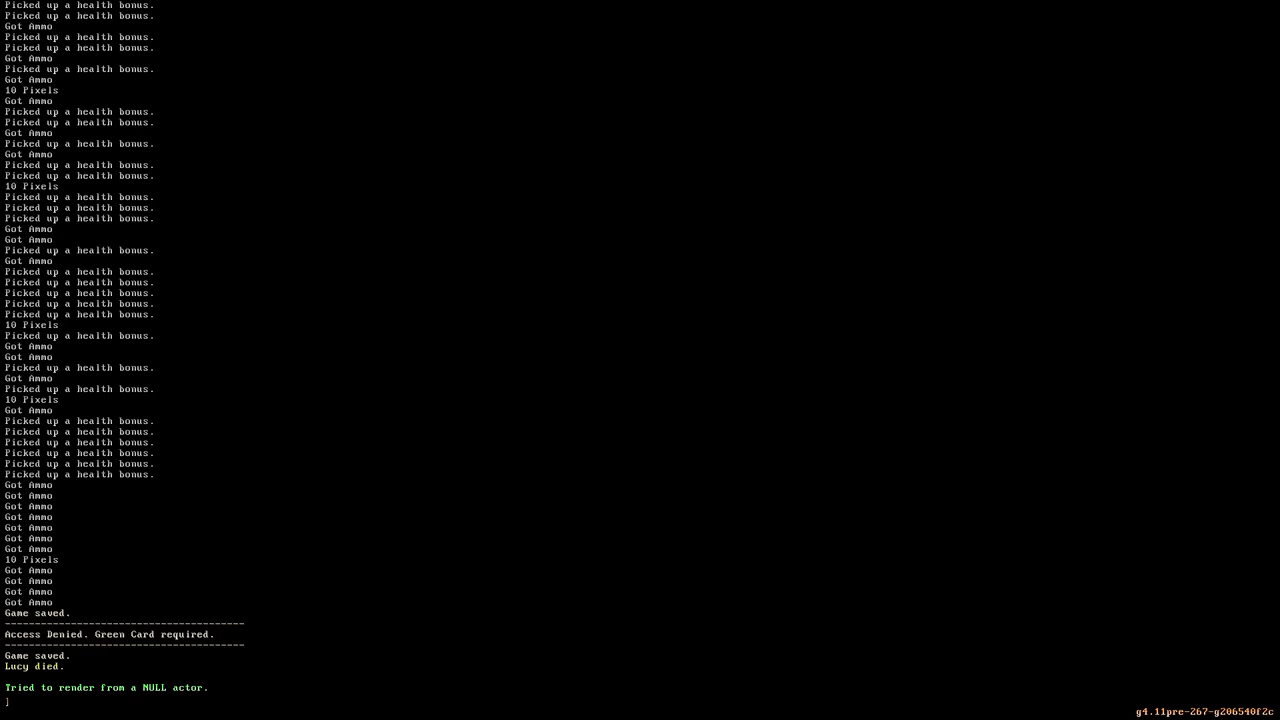 Picked up a health bonus.
Picked up a health bonus.
Got Ammo
Picked up a health bonus.
Picked up a health bonus.
Got Ammo
Picked up a health bonus.
Got Ammo
10 Pixels
Got Ammo
Picked up a health bonus.
Picked up a health bonus.
Got Ammo
Picked up a health bonus.
Got Ammo
Picked up a health bonus.
Picked up a health bonus.
10 Pixels
Picked up a health bonus.
Picked up a health bonus.
Picked up a health bonus.
Got Ammo
Got Ammo
Picked up a health bonus.
Got Ammo
Picked up a health bonus.
Picked up a health bonus.
Picked up a health bonus.
Picked up a health bonus.
Picked up a health bonus.
10 Pixels
Picked up a health bonus.
Got Ammo
Got Ammo
Picked up a health bonus.
Got Ammo
Picked up a health bonus.
10 Pixels
Got Ammo
Picked up a health bonus.
Picked up a health bonus.
Picked up a health bonus.
Picked up a health bonus.
Picked up a health bonus.
Picked up a health bonus.
Got Ammo
Got Ammo
Got Ammo
Got Ammo
Got Ammo
Got Ammo
Got Ammo
10 Pixels
Got Ammo
Got Ammo
Got Ammo
Got Ammo
Game saved.
----------------------------------------
Access Denied. Green Card required.
----------------------------------------
Game saved.
Lucy died.
Tried to render from a NULL actor.
]
g4.11pre-267-g206540f2c